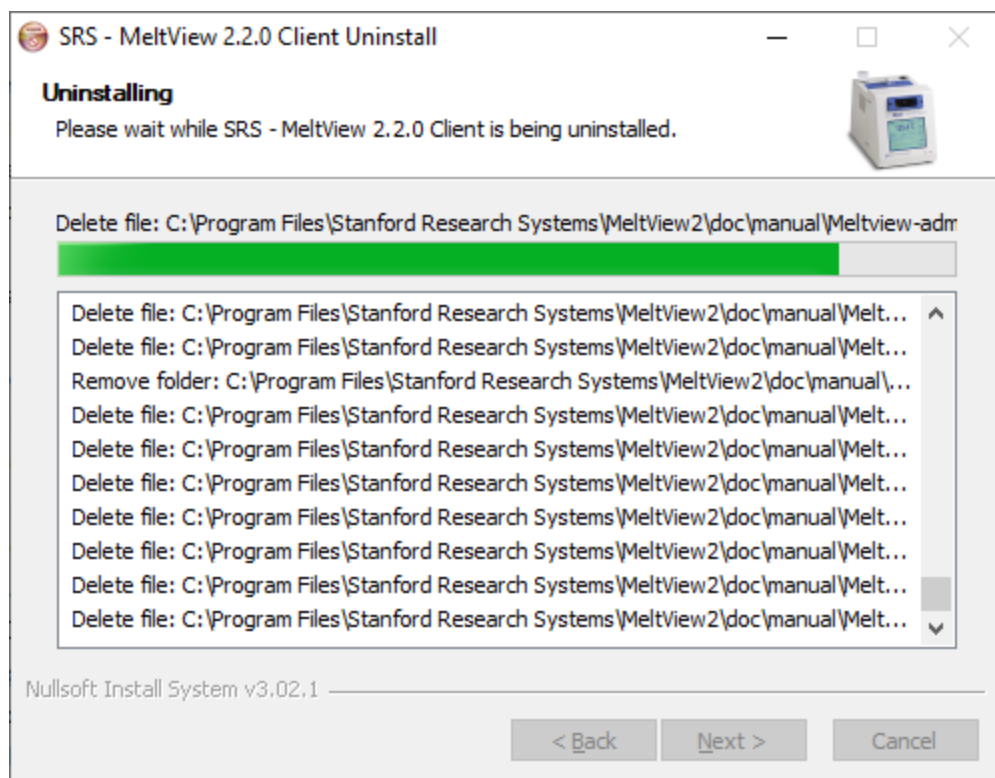 SRS - MeltView 2.2.0 Client Uninstall
Uninstalling
Please wait while SRS - MeltView 2.2.0 Client is being uninstalled.
Delete file: C:\Program Files\Stanford Research Systems\MeltView2\doc\manual\Meltview-adm
Delete file: C:\Program Files\Stanford Research Systems\MeltView2\doc\manual\Melt...
Delete file: C:\Program Files\Stanford Research Systems\MeltView2\doc\manual\Melt...
Remove folder: C:\Program Files\Stanford Research Systems\MeltView2\doc\manual\...
Delete file: C:\Program Files\Stanford Research Systems\MeltView2\doc\manual\Melt...
Delete file: C:\Program Files\Stanford Research Systems\MeltView2\doc\manual\Melt...
Delete file: C:\Program Files\Stanford Research Systems\MeltView2\doc\manual\Melt...
Delete file: C:\Program Files\Stanford Research Systems\MeltView2\doc\manual\Melt...
Delete file: C:\Program Files\Stanford Research Systems\MeltView2\doc\manual\Melt...
Delete file: C:\Program Files\Stanford Research Systems\MeltView2\doc\manual\Melt...
Delete file: C:\Program Files\Stanford Research Systems\MeltView2\doc\manual\Melt...
Nullsoft Install System v3.02.1
< Back Next > Cancel